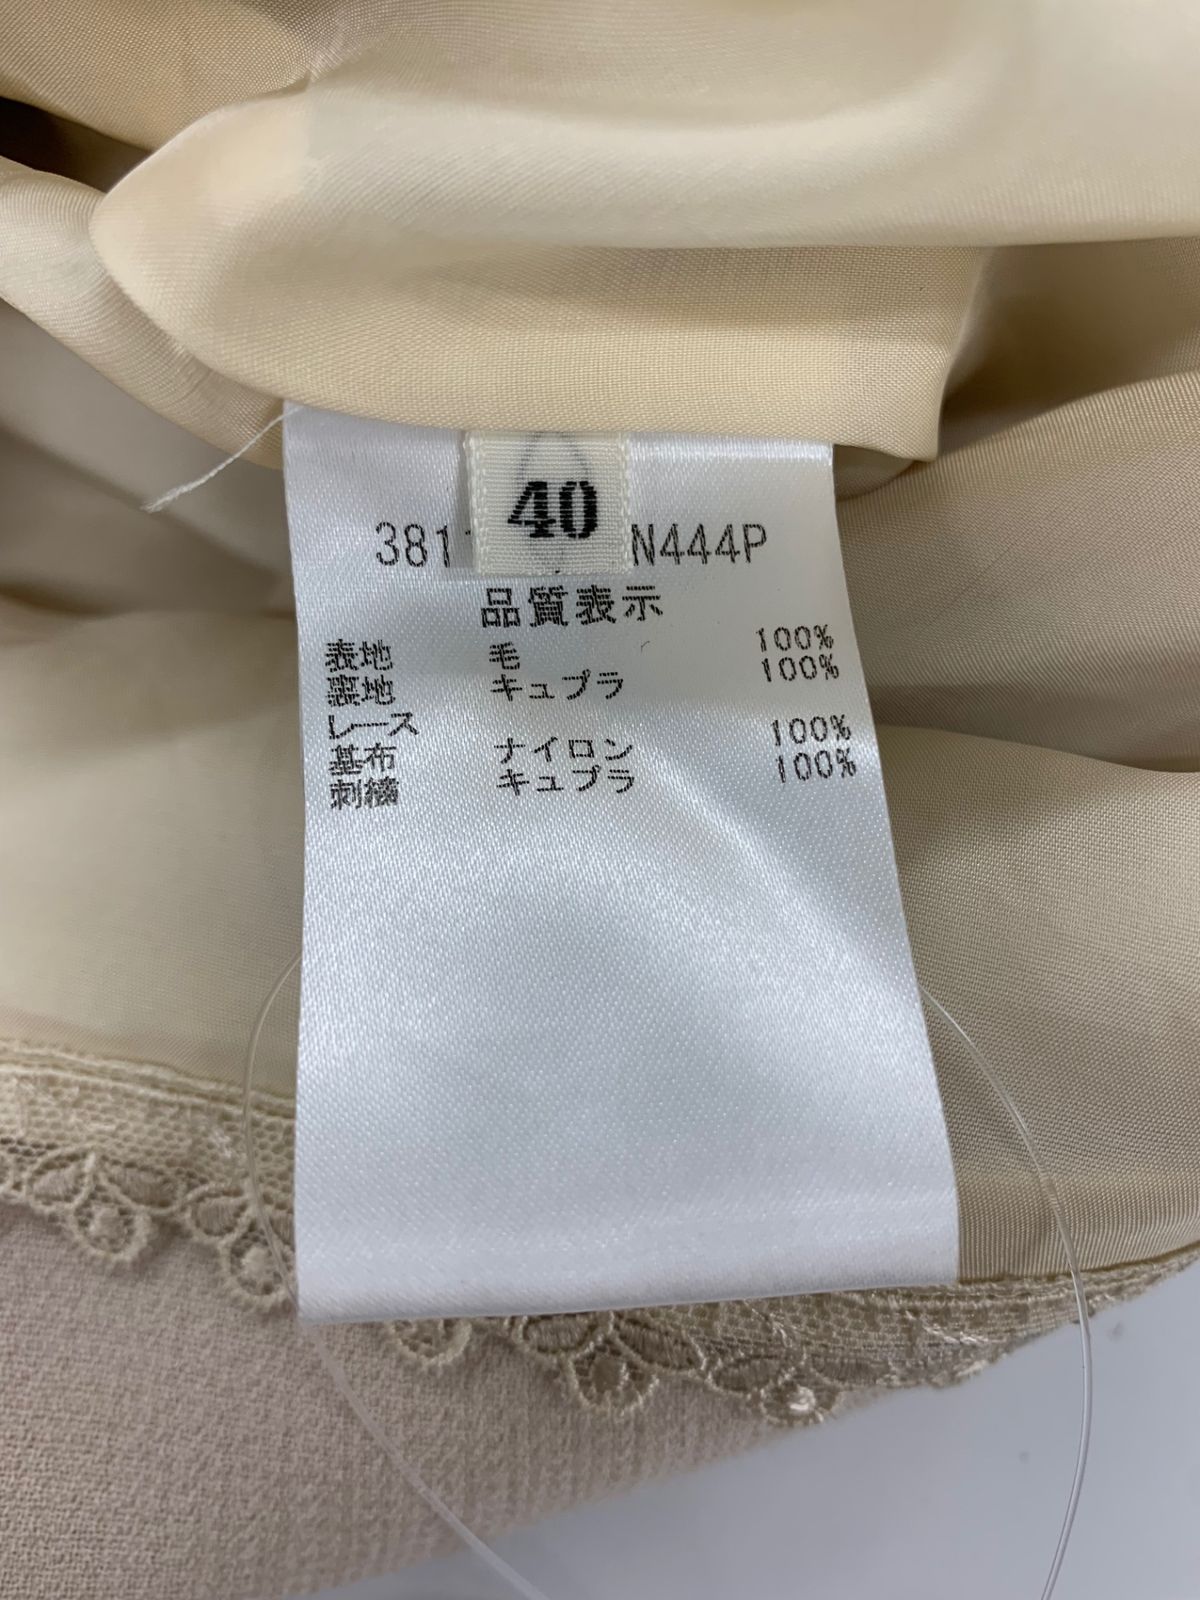 40
381 N444P
品質表示
表地 毛 100%
裏地 キュプラ 100%
レース
基布 ナイロン 100%
刺繍 キュプラ 100%